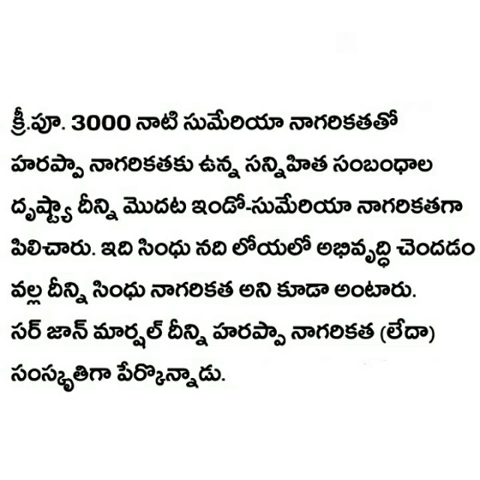 క్రీ.పూ. 3000 నాటి సుమేరియా నాగరికతతో
హరప్పా నాగరికతకు ఉన్న సన్నిహిత సంబంధాల
దృష్ట్యా దీన్ని మొదట ఇండో-సుమేరియా నాగరికతగా
పిలిచారు. ఇది సింధు నది లోయలో అభివృద్ధి చెందడం
వల్ల దీన్ని సింధు నాగరికత అని కూడా అంటారు.
సర్ జాన్ మార్షల్ దీన్ని హరప్పా నాగరికత (లేదా)
సంస్కృతిగా పేర్కొన్నాడు.